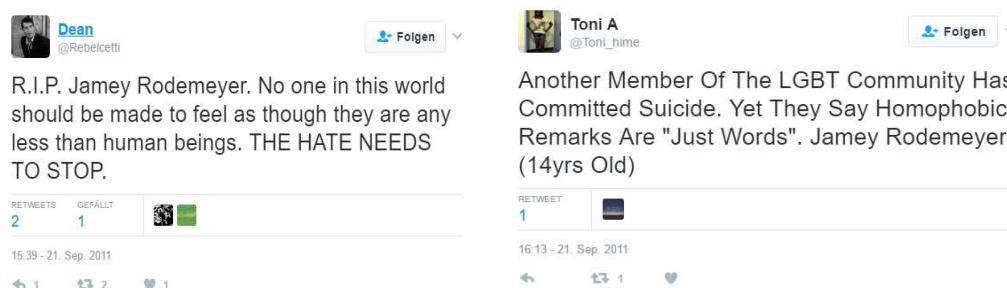 Dean
@Rebelcetti
Folgen
R.I.P. Jamey Rodemeyer. No one in this world
should be made to feel as though they are any
less than human beings. THE HATE NEEDS
TO STOP.
RETWEETS GEFÄLLT
2 1
15:39 - 21. Sep. 2011
1 2 1
Toni A
@Toni_hime
Folgen
Another Member Of The LGBT Community Has
Committed Suicide. Yet They Say Homophobic
Remarks Are "Just Words". Jamey Rodemeyer
(14yrs Old)
RETWEET
1
16:13 - 21. Sep. 2011
1